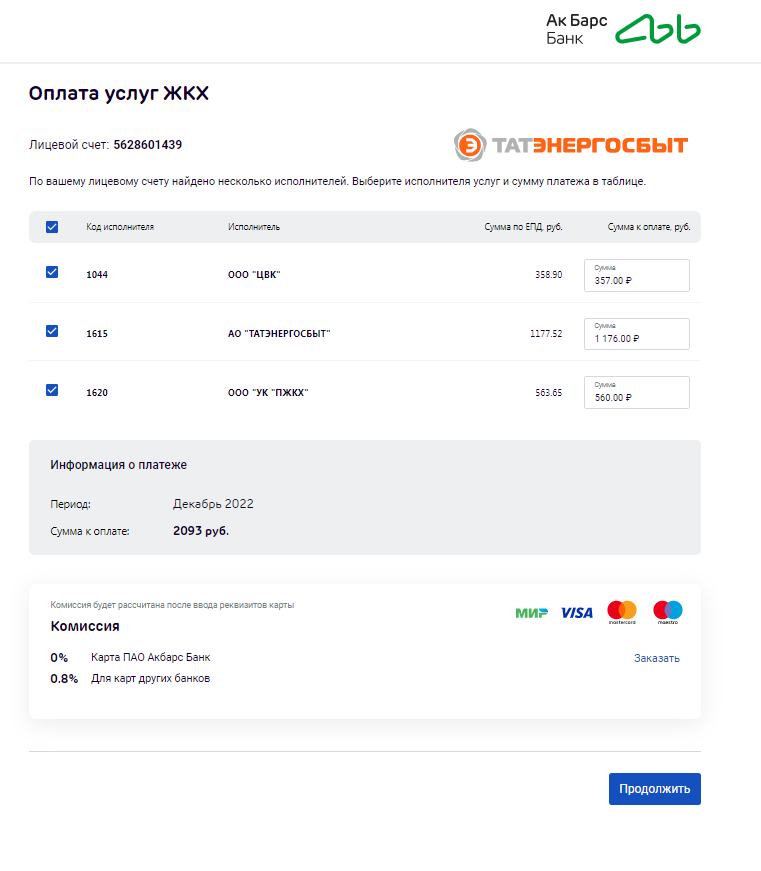 Ак Барс
Банк
Оплата услуг ЖКХ
Лицевой счет: 5628601439
ТАТЭНЕРГОСБЫТ
По вашему лицевому счету найдено несколько исполнителей. Выберите исполнителя услуг и сумму платежа в таблице.
Код исполнителя Исполнитель Сумма по ЕПД, руб. Сумма к оплате, руб.
Сумма
1044 ООО "ЦВК" 358.90 357.00 ₽
Сумма
1615 АО "ТАТЭНЕРГОСБЫТ" 1177.52 1 176.00 ₽
Сумма
1620 ООО "УК "ПЖКХ" 563.65 560.00 ₽
Информация о платеже
Период: Декабрь 2022
Сумма к оплате: 2093 руб.
Комиссия будет рассчитана после ввода реквизитов карты
МИР VISA mastercard maestro
Комиссия
0% Карта ПАО Акбарс Банк Заказать
0.8% Для карт других банков
Продолжить